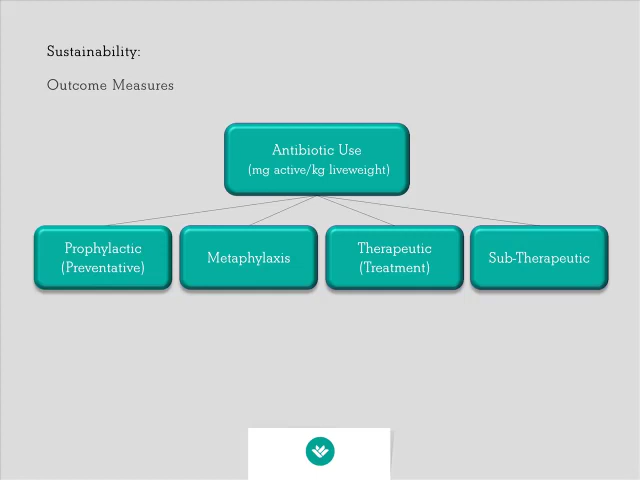 Sustainability:
Outcome Measures
Antibiotic Use
(mg active/kg liveweight)
Prophylactic
(Preventative)
Metaphylaxis
Therapeutic
(Treatment)
Sub-Therapeutic